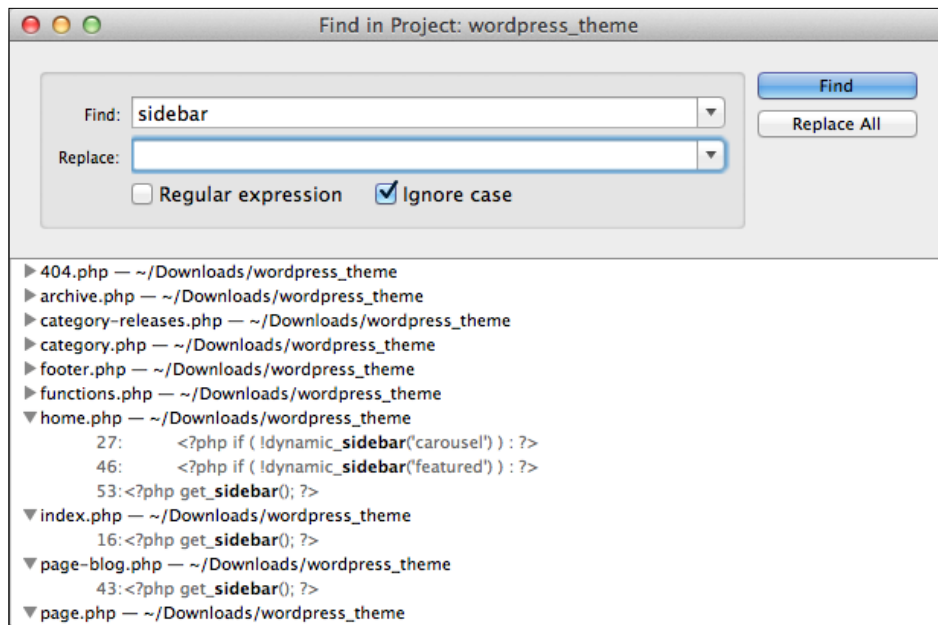 Find in Project: wordpress_theme
Find: sidebar
Find
Replace:
Replace All
Regular expression Ignore case
404.php — ~/Downloads/wordpress_theme
archive.php — ~/Downloads/wordpress_theme
category-releases.php — ~/Downloads/wordpress_theme
category.php — ~/Downloads/wordpress_theme
footer.php — ~/Downloads/wordpress_theme
functions.php — ~/Downloads/wordpress_theme
home.php — ~/Downloads/wordpress_theme
27: <?php if ( !dynamic_sidebar('carousel') ) : ?>
46: <?php if ( !dynamic_sidebar('featured') ) : ?>
53:<?php get_sidebar(); ?>
index.php — ~/Downloads/wordpress_theme
16:<?php get_sidebar(); ?>
page-blog.php — ~/Downloads/wordpress_theme
43:<?php get_sidebar(); ?>
page.php — ~/Downloads/wordpress_theme